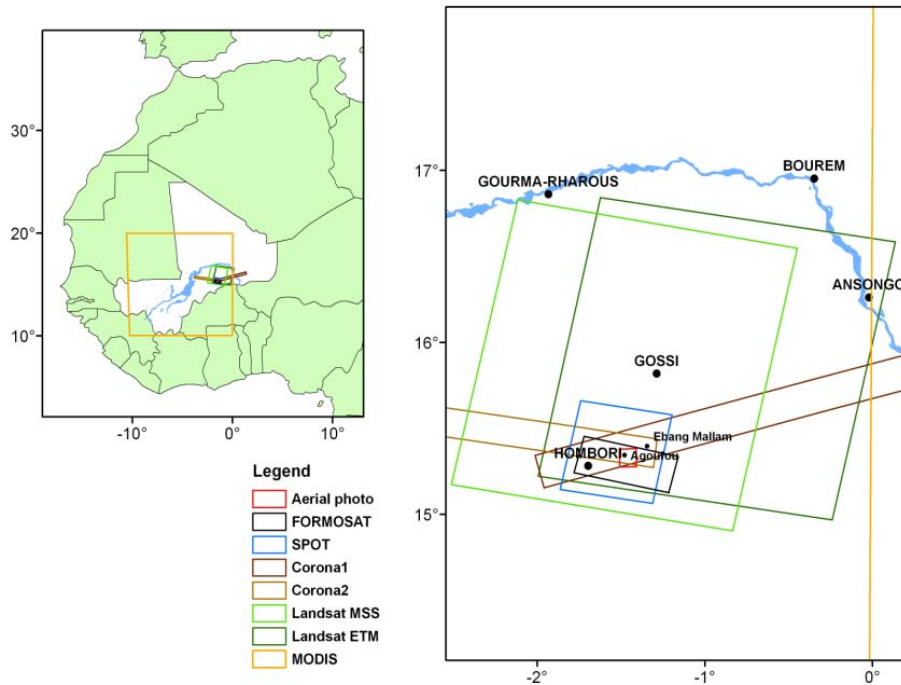 30°
20°
10°
-10°
0°
10°
Legend
Aerial photo
FORMOSAT
SPOT
Corona1
Corona2
Landsat MSS
Landsat ETM
MODIS
17°
16°
15°
-2°
-1°
0°
GOURMA-RHAROUS
BOUREM
ANSONGO
GOSSI
Ebang Mallam
HOMBORI
Agoufou